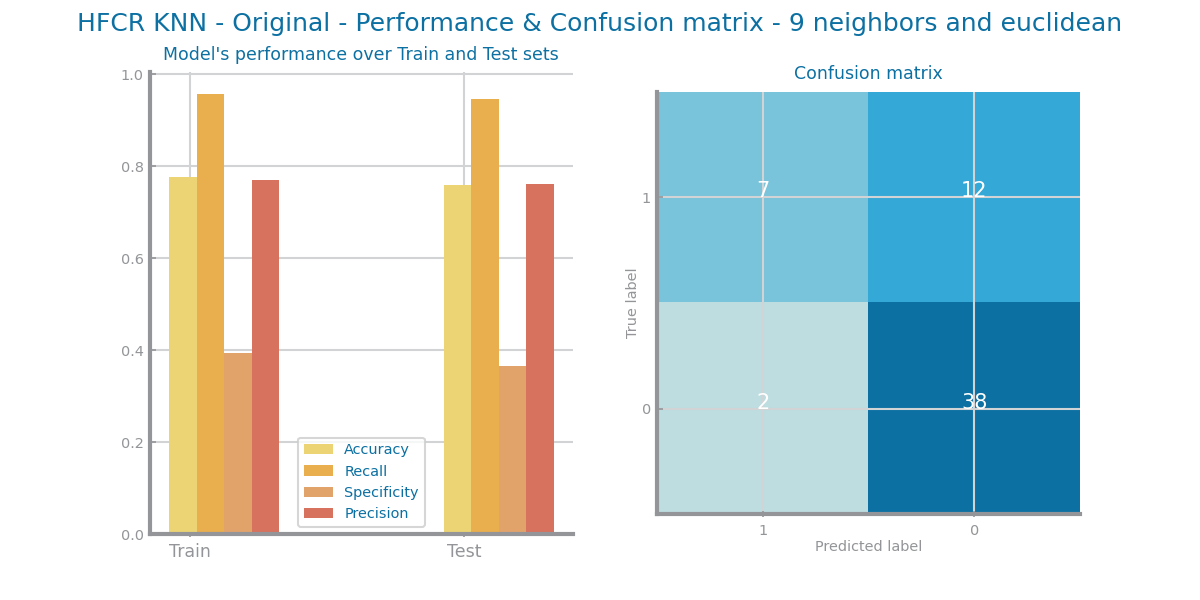 HFCR KNN - Original - Performance & Confusion matrix - 9 neighbors and euclidean
Model's performance over Train and Test sets
1.0
0.8
0.6
0.4
0.2
0.0
Train
Test
Accuracy
Recall
Specificity
Precision
Confusion matrix
True label
1
0
7
12
2
38
1
0
Predicted label